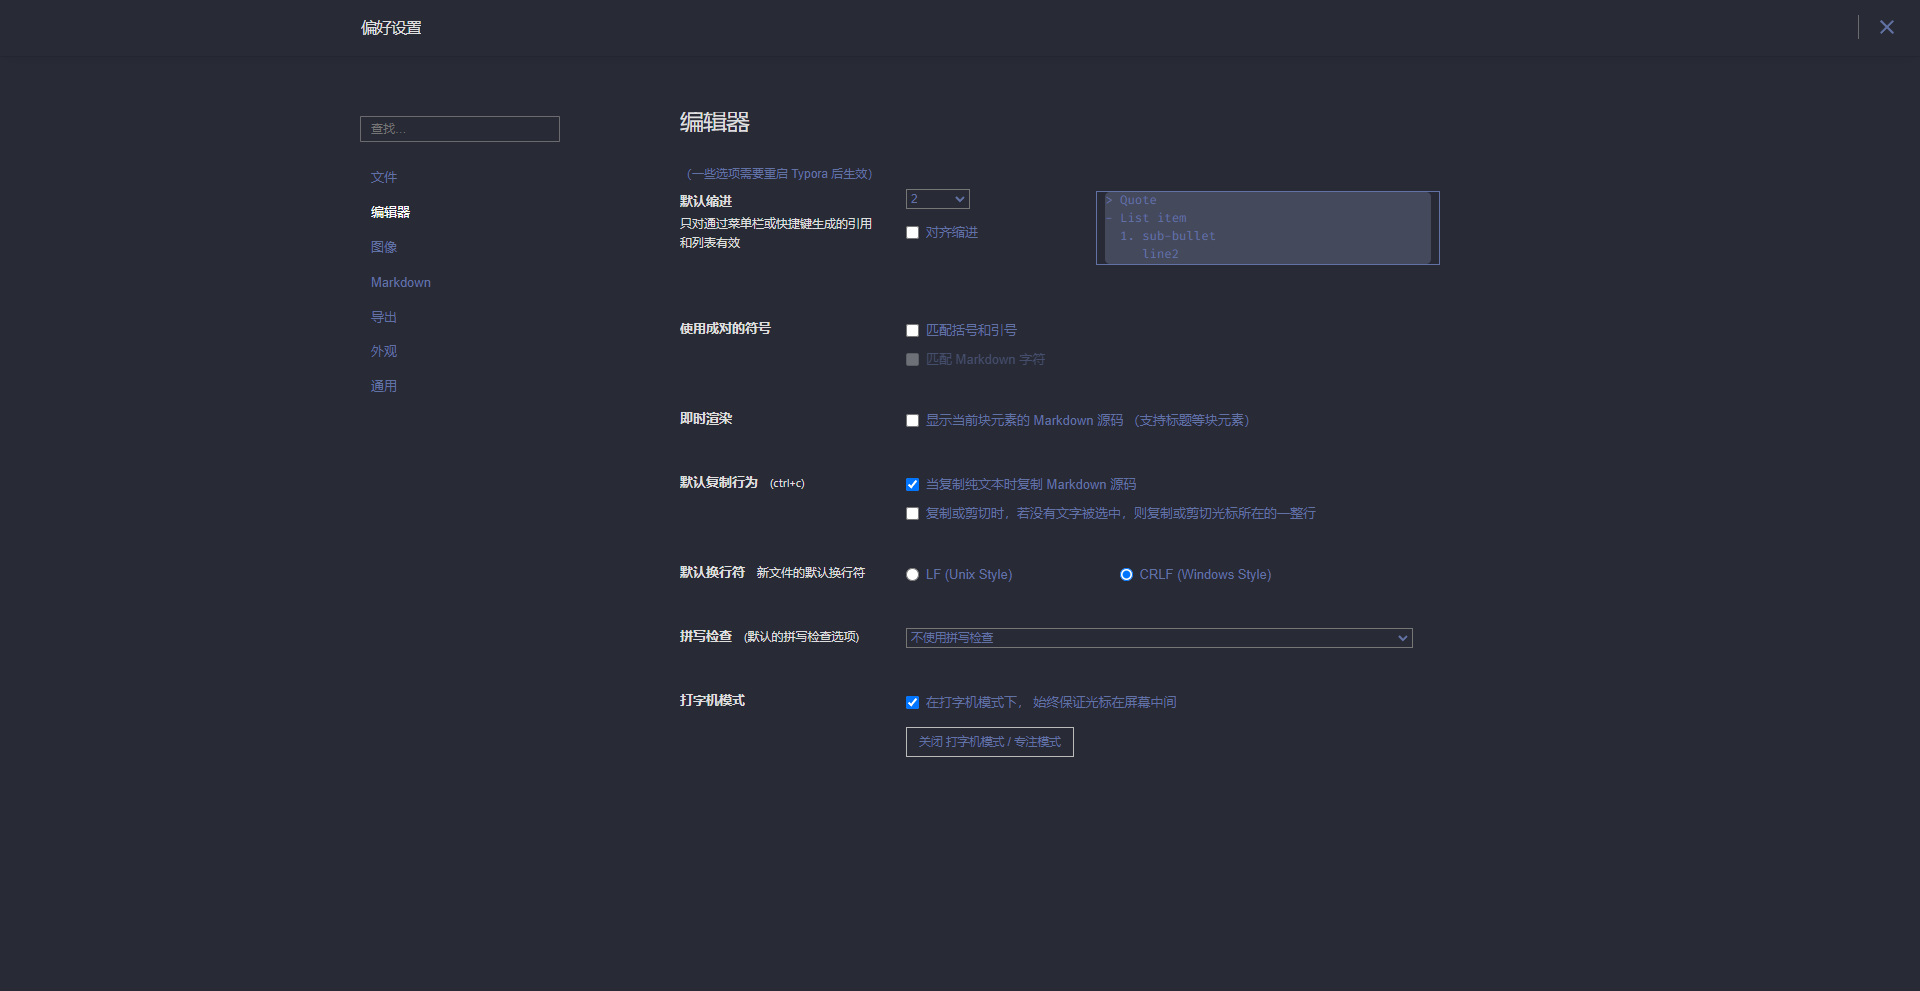 偏好设置
查找...
文件
编辑器
图像
Markdown
导出
外观
通用
编辑器
（一些选项需要重启 Typora 后生效）
默认缩进
只对通过菜单栏或快捷键生成的引用
和列表有效
2
对齐缩进
> Quote
- List item
1. sub-bullet
line2
使用成对的符号
匹配括号和引号
匹配 Markdown 字符
即时渲染
显示当前块元素的 Markdown 源码 （支持标题等块元素）
默认复制行为 (ctrl+c)
当复制纯文本时复制 Markdown 源码
复制或剪切时，若没有文字被选中，则复制或剪切光标所在的一整行
默认换行符 新文件的默认换行符
LF (Unix Style)
CRLF (Windows Style)
拼写检查 (默认的拼写检查选项)
不使用拼写检查
打字机模式
在打字机模式下， 始终保证光标在屏幕中间
关闭 打字机模式 / 专注模式